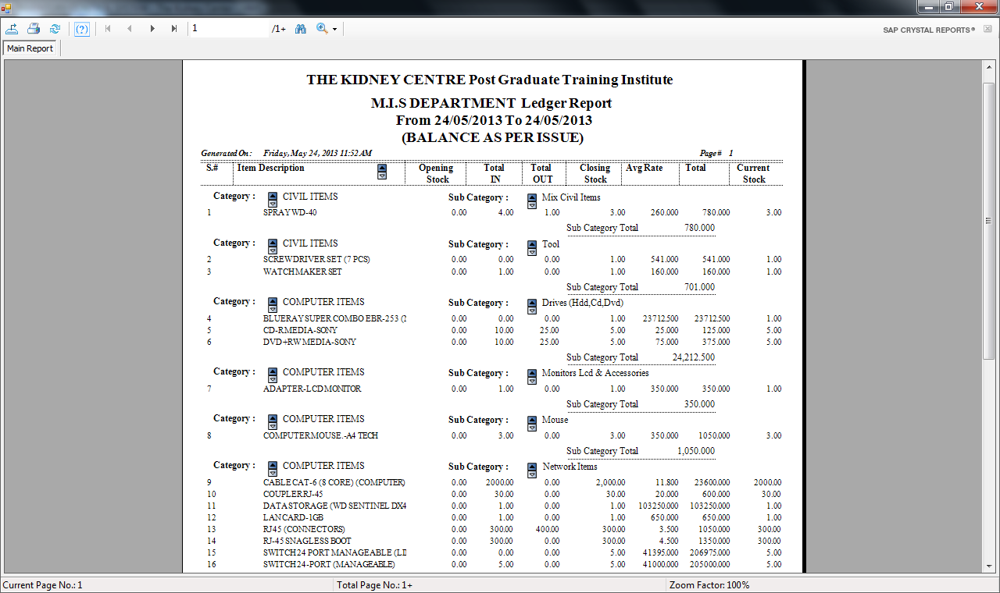 1 /1+
SAP CRYSTAL REPORTS®
Main Report
THE KIDNEY CENTRE Post Graduate Training Institute
M.I.S DEPARTMENT Ledger Report
From 24/05/2013 To 24/05/2013
(BALANCE AS PER ISSUE)
Generated On: Friday, May 24, 2013 11:52 AM Page # 1
S.# Item Description Opening Stock Total IN Total OUT Closing Stock Avg Rate Total Current Stock
Category : CIVIL ITEMS Sub Category : Mix Civil Items
1 SPRAY WD-40 0.00 4.00 1.00 3.00 260.000 780.000 3.00
Sub Category Total 780.000
Category : CIVIL ITEMS Sub Category : Tool
2 SCREWDRIVER SET (7 PCS) 0.00 0.00 0.00 1.00 541.000 541.000 1.00
3 WATCHMAKER SET 0.00 1.00 0.00 1.00 160.000 160.000 1.00
Sub Category Total 701.000
Category : COMPUTER ITEMS Sub Category : Drives (Hdd,Cd,Dvd)
4 BLUERAY SUPER COMBO EBR-253 ( 0.00 0.00 0.00 1.00 23712.500 23712.500 1.00
5 CD-R MEDIA-SONY 0.00 10.00 25.00 5.00 25.000 125.000 5.00
6 DVD+RW MEDIA-SONY 0.00 10.00 25.00 5.00 75.000 375.000 5.00
Sub Category Total 24,212.500
Category : COMPUTER ITEMS Sub Category : Monitors Lcd & Accessories
7 ADAPTER-LCD MONITOR 0.00 1.00 0.00 1.00 350.000 350.000 1.00
Sub Category Total 350.000
Category : COMPUTER ITEMS Sub Category : Mouse
8 COMPUTER MOUSE.-A4 TECH 0.00 3.00 0.00 3.00 350.000 1050.000 3.00
Sub Category Total 1,050.000
Category : COMPUTER ITEMS Sub Category : Network Items
9 CABLE CAT-6 (8 CORE) (COMPUTER) 0.00 2000.00 0.00 2,000.00 11.800 23600.000 2000.00
10 COUPLER RJ-45 0.00 30.00 0.00 30.00 20.000 600.000 30.00
11 DATA STORAGE (WD SENTINEL DX4 0.00 1.00 0.00 1.00 103250.000 103250.000 1.00
12 LAN CARD-1GB 0.00 1.00 0.00 1.00 650.000 650.000 1.00
13 RJ45 (CONNECTORS) 0.00 300.00 400.00 300.00 3.500 1050.000 300.00
14 RJ-45 SNAGLESS BOOT 0.00 300.00 0.00 300.00 4.500 1350.000 300.00
15 SWITCH 24 PORT MANAGEABLE (LI 0.00 0.00 0.00 5.00 41395.000 206975.000 5.00
16 SWITCH 24-PORT (MANAGEABLE) 0.00 5.00 0.00 5.00 41000.000 205000.000 5.00
Current Page No.: 1 Total Page No.: 1+ Zoom Factor: 100%